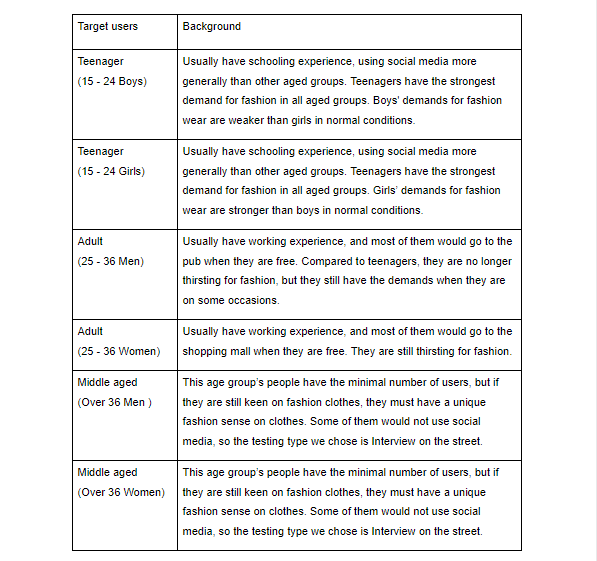 Target users
Background
Teenager
(15 - 24 Boys)
Usually have schooling experience, using social media more
generally than other aged groups. Teenagers have the strongest
demand for fashion in all aged groups. Boys' demands for fashion
wear are weaker than girls in normal conditions.
Teenager
(15 - 24 Girls)
Usually have schooling experience, using social media more
generally than other aged groups. Teenagers have the strongest
demand for fashion in all aged groups. Girls' demands for fashion
wear are stronger than boys in normal conditions.
Adult
(25 - 36 Men)
Usually have working experience, and most of them would go to the
pub when they are free. Compared to teenagers, they are no longer
thirsting for fashion, but they still have the demands when they are
on some occasions.
Adult
(25 - 36 Women)
Usually have working experience, and most of them would go to the
shopping mall when they are free. They are still thirsting for fashion.
Middle aged
(Over 36 Men )
This age group's people have the minimal number of users, but if
they are still keen on fashion clothes, they must have a unique
fashion sense on clothes. Some of them would not use social
media, so the testing type we chose is Interview on the street.
Middle aged
(Over 36 Women)
This age group's people have the minimal number of users, but if
they are still keen on fashion clothes, they must have a unique
fashion sense on clothes. Some of them would not use social
media, so the testing type we chose is Interview on the street.